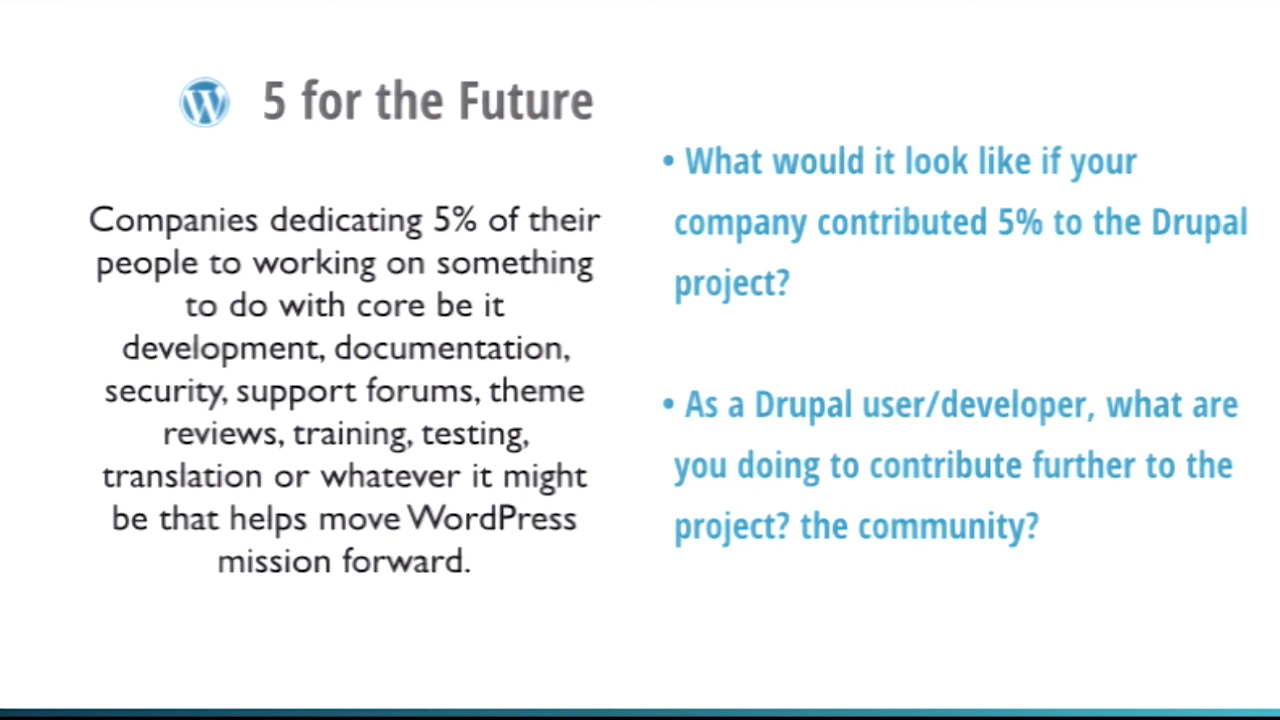 5 for the Future
Companies dedicating 5% of their
people to working on something
to do with core be it
development, documentation,
security, support forums, theme
reviews, training, testing,
translation or whatever it might
be that helps move WordPress
mission forward.
• What would it look like if your
company contributed 5% to the Drupal
project?
• As a Drupal user/developer, what are
you doing to contribute further to the
project? the community?